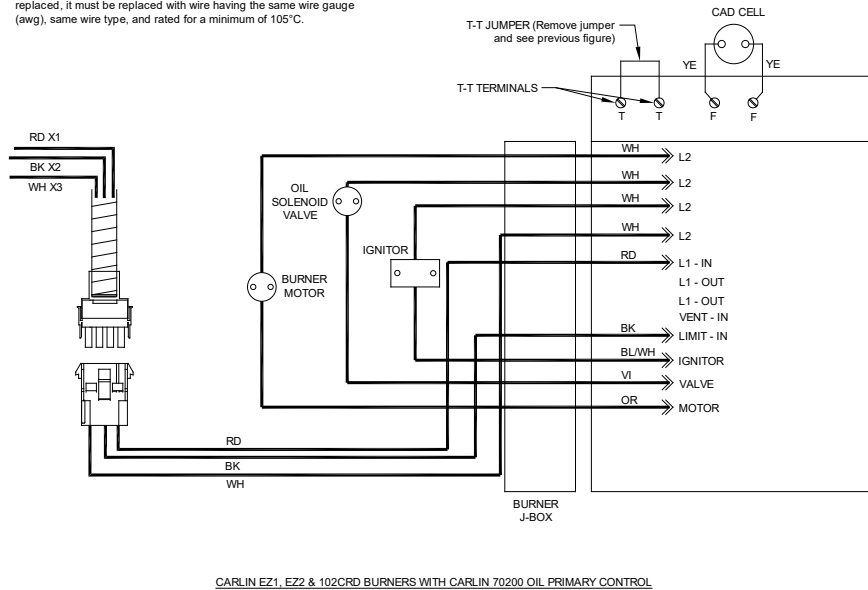 replaced, it must be replaced with wire having the same wire gauge
(awg), same wire type, and rated for a minimum of 105°C.
CAD CELL
T-T JUMPER (Remove jumper
and see previous figure)
YE
YE
T-T TERMINALS
T
T
F
F
RD X1
BK X2
WH X3
WH
L2
WH
L2
OIL
SOLENOID
VALVE
WH
L2
WH
L2
IGNITOR
RD
L1 - IN
BURNER
MOTOR
L1 - OUT
L1 - OUT
VENT - IN
BK
LIMIT - IN
BL/WH
IGNITOR
VI
VALVE
OR
MOTOR
RD
BK
WH
BURNER
J-BOX
CARLIN EZ1, EZ2 & 102CRD BURNERS WITH CARLIN 70200 OIL PRIMARY CONTROL